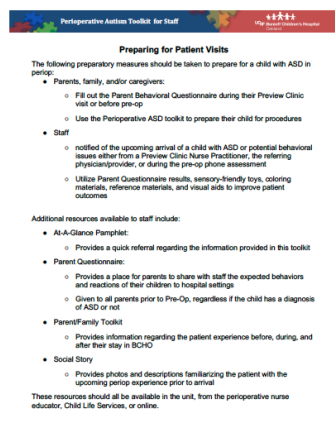 Perioperative Autism Toolkit for Staff
UCSF Benioff Children's Hospital
Preparing for Patient Visits
The following preparatory measures should be taken to prepare for a child with ASD in
periop:
● Parents, family, and/or caregivers:
○ Fill out the Parent Behavioral Questionnaire during their Preview Clinic
visit or before pre-op
○ Use the Perioperative ASD toolkit to prepare their child for procedures
● Staff
○ notified of the upcoming arrival of a child with ASD or potential behavioral
issues either from a Preview Clinic Nurse Practitioner, the referring
physician/provider, or during the pre-op phone assessment
○ Utilize Parent Questionnaire results, sensory-friendly toys, coloring
materials, reference materials, and visual aids to improve patient
outcomes
Additional resources available to staff include:
● At-A-Glance Pamphlet:
○ Provides a quick referral regarding the information provided in this toolkit
● Parent Questionnaire:
○ Provides a place for parents to share with staff the expected behaviors
and reactions of their children to hospital settings
○ Given to all parents prior to Pre-Op, regardless if the child has a diagnosis
of ASD or not
● Parent/Family Toolkit
○ Provides information regarding the patient experience before, during, and
after their stay in BCHO
● Social Story
○ Provides photos and descriptions familiarizing the patient with the
upcoming periop experience prior to arrival
These resources should all be available in the unit, from the perioperative nurse
educator, Child Life Services, or online.